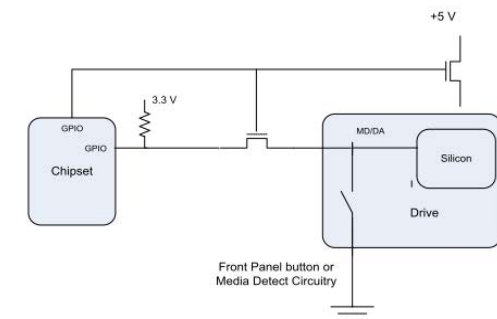 +5 V
3.3 V
GPIO
GPIO
Chipset
MD/DA
Silicon
Drive
Front Panel button or
Media Detect Circuitry